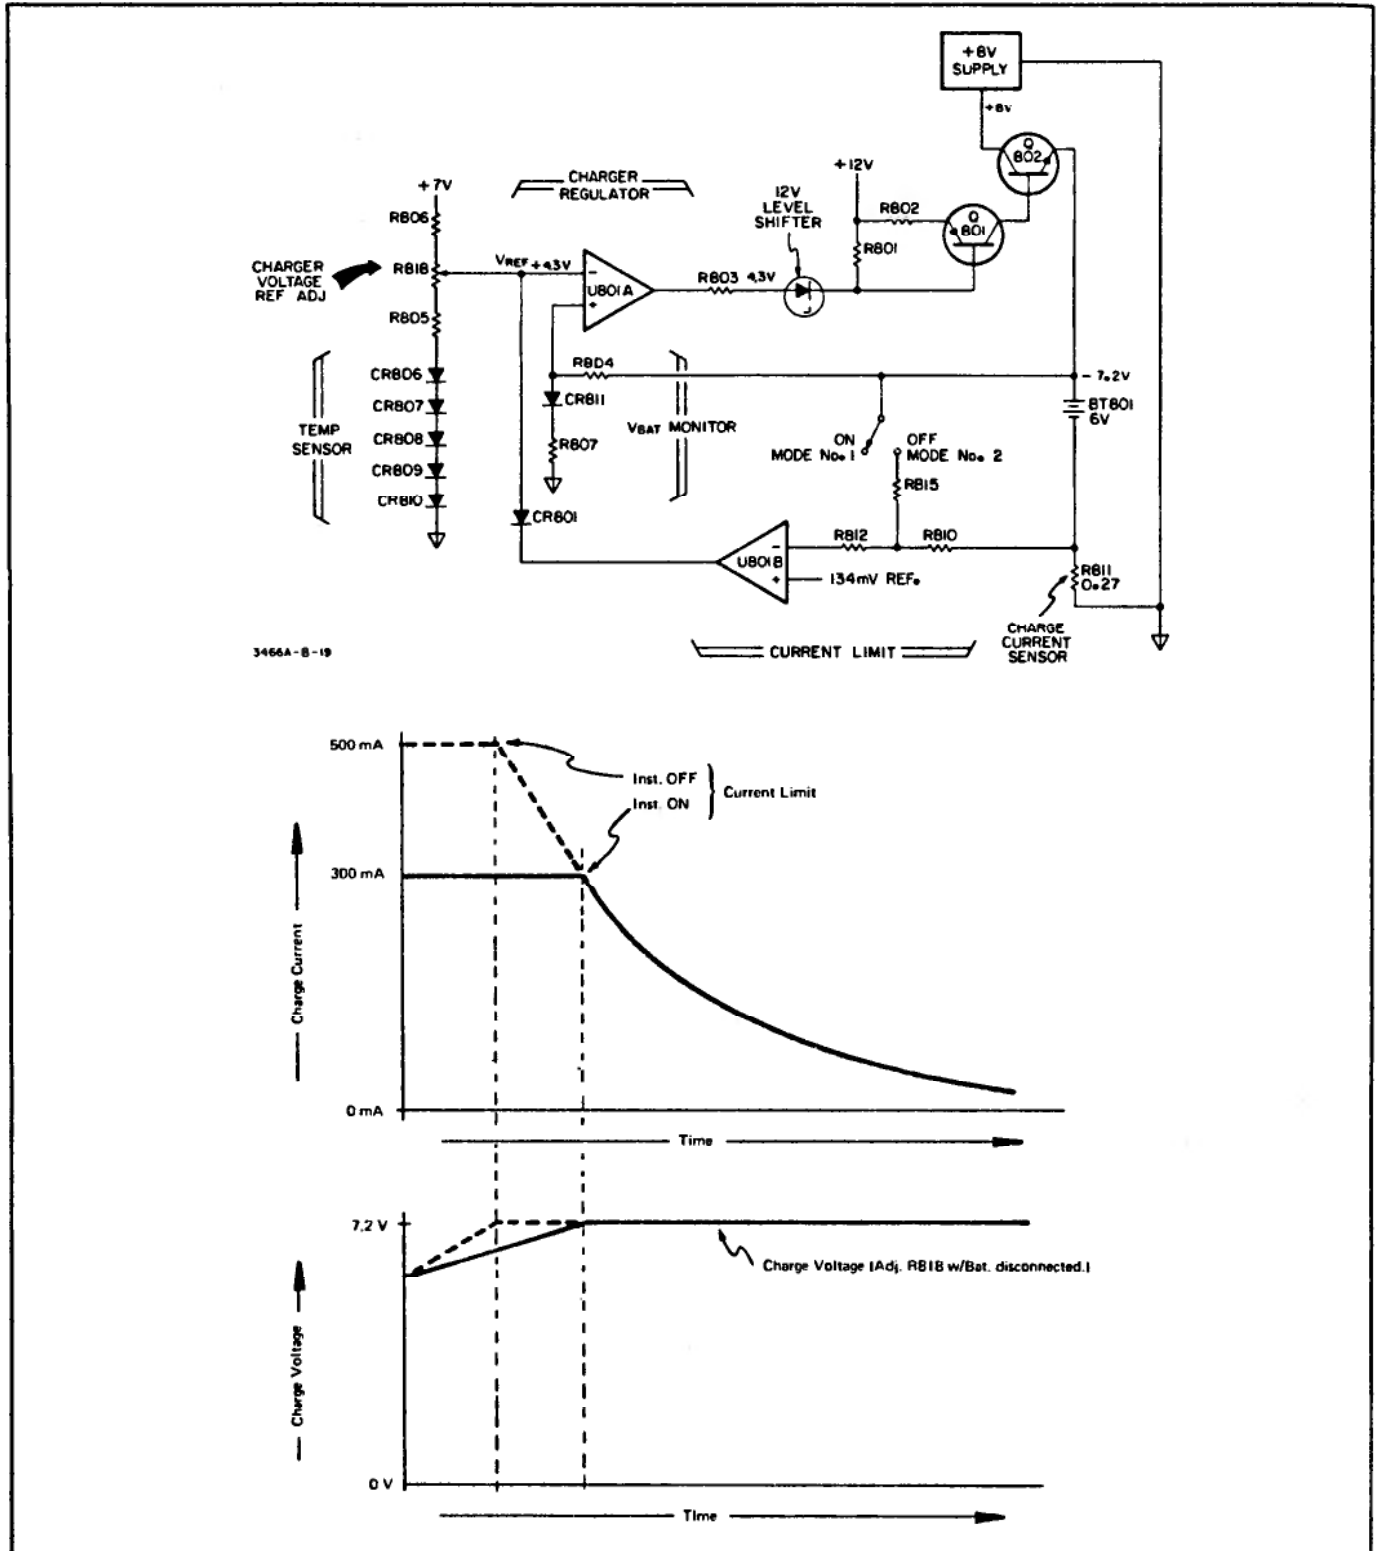 +8V
SUPPLY
+8V
Q
802
+12V
CHARGER
REGULATOR
12V
LEVEL
SHIFTER
R802
Q
801
+7V
R806
R801
CHARGER
VOLTAGE
REF ADJ
R818
VREF +4.3V
−
U801A
+
R803
4.3V
R805
TEMP
SENSOR
CR806
CR807
CR808
CR809
CR810
R804
CR811
R807
VBAT MONITOR
- 7.2V
BT801
6V
ON
MODE No. 1
OFF
MODE No. 2
R815
CR801
R812
R810
−
U801B
+
134mV REF.
R811
0.27
CHARGE
CURRENT
SENSOR
CURRENT LIMIT
3466A-8-19
500 mA
Inst. OFF
Inst. ON
Current Limit
300 mA
Charge Current
0 mA
Time
7.2 V
Charge Voltage (Adj. R818 w/Bat. disconnected.)
Charge Voltage
0 V
Time